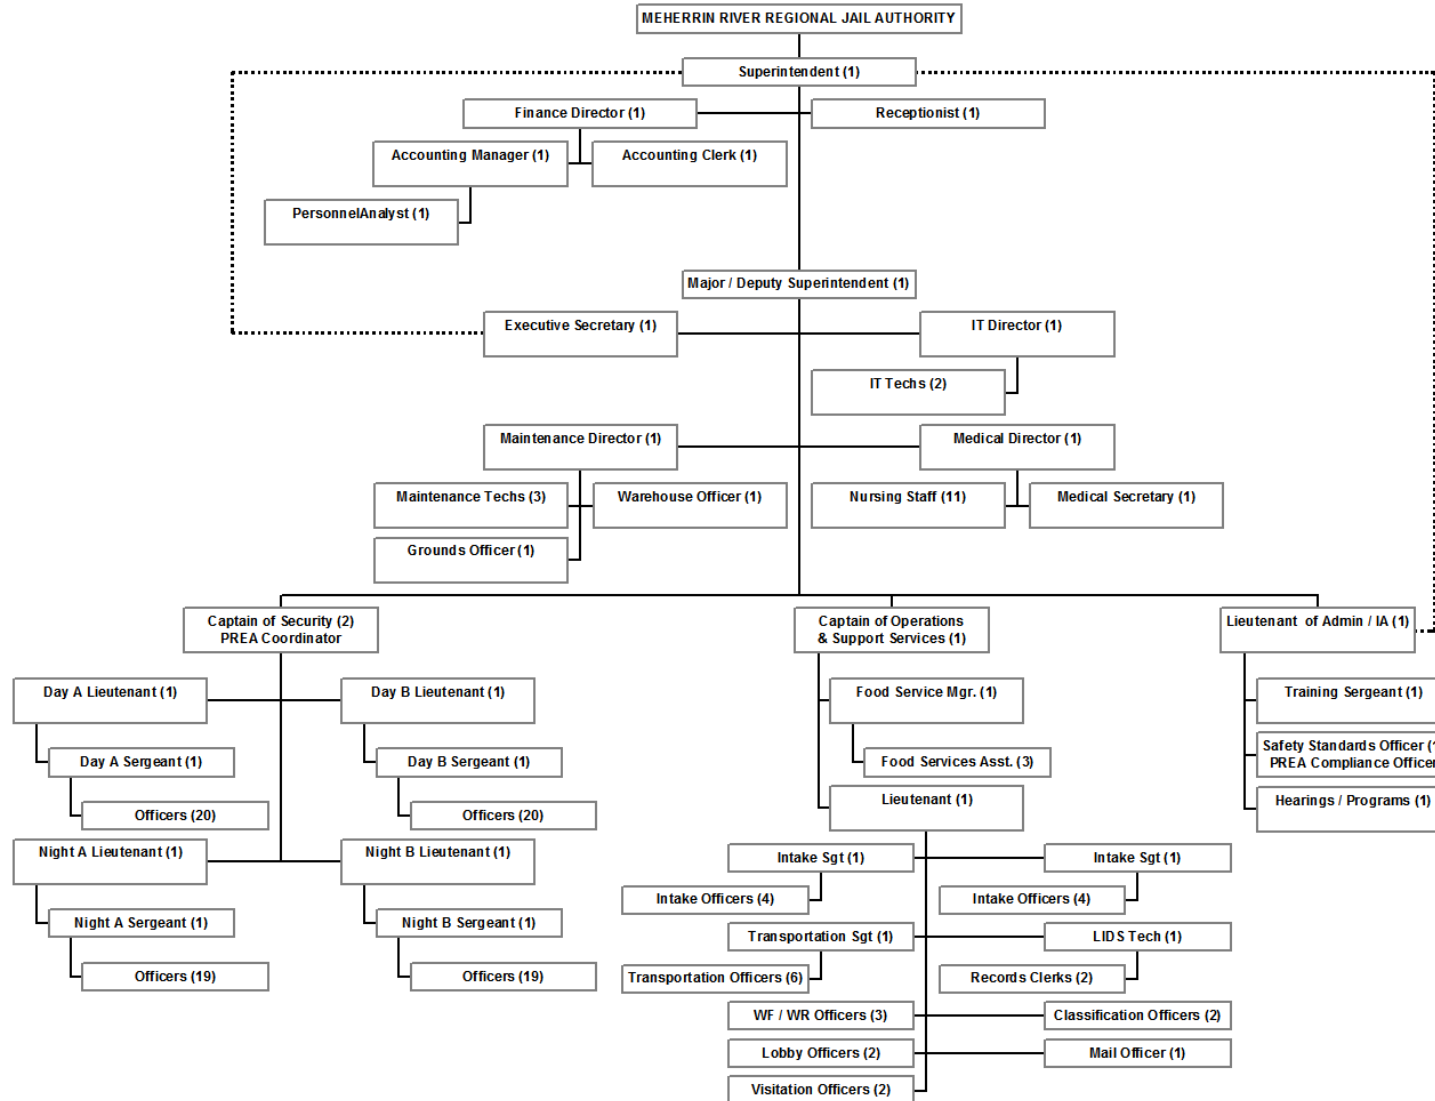 MEHERRIN RIVER REGIONAL JAIL AUTHORITY
Superintendent (1)
Finance Director (1)
Receptionist (1)
Accounting Manager (1)
Accounting Clerk (1)
PersonnelAnalyst (1)
Major / Deputy Superintendent (1)
Executive Secretary (1)
IT Director (1)
IT Techs (2)
Maintenance Director (1)
Medical Director (1)
Maintenance Techs (3)
Warehouse Officer (1)
Nursing Staff (11)
Medical Secretary (1)
Grounds Officer (1)
Captain of Security (2)
PREA Coordinator
Captain of Operations
& Support Services (1)
Lieutenant of Admin / IA (1)
Day A Lieutenant (1)
Day B Lieutenant (1)
Food Service Mgr. (1)
Training Sergeant (1)
Day A Sergeant (1)
Day B Sergeant (1)
Food Services Asst. (3)
Safety Standards Officer (1
PREA Compliance Officer
Officers (20)
Officers (20)
Lieutenant (1)
Hearings / Programs (1)
Night A Lieutenant (1)
Night B Lieutenant (1)
Intake Sgt (1)
Intake Sgt (1)
Intake Officers (4)
Intake Officers (4)
Night A Sergeant (1)
Night B Sergeant (1)
Transportation Sgt (1)
LIDS Tech (1)
Officers (19)
Officers (19)
Transportation Officers (6)
Records Clerks (2)
WF / WR Officers (3)
Classification Officers (2)
Lobby Officers (2)
Mail Officer (1)
Visitation Officers (2)